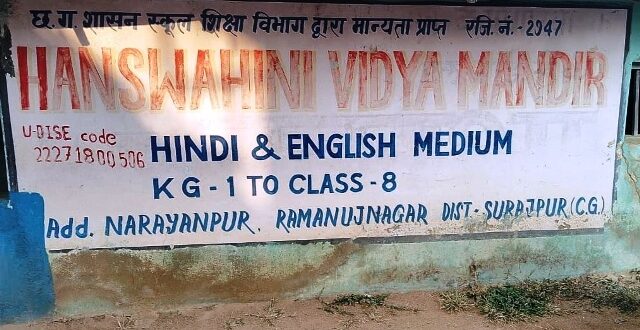 छ.ग. शासन स्कूल शिक्षा विभाग द्वारा मान्यता प्राप्त रजि. नं. - 2947
HANSWAHINI VIDYA MANDIR
U-DISE code
22271800506
HINDI & ENGLISH MEDIUM
KG - 1 TO CLASS - 8
Add. NARAYANPUR. RAMANUJNAGAR DIST:- SURAJPUR (C.G.)